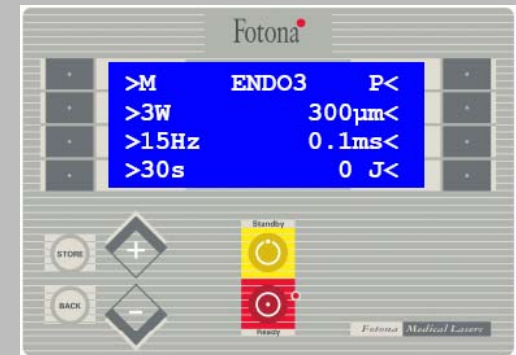 Fotona
>M ENDO3 P<
>3W 300µm<
>15Hz 0.1ms<
>30s 0 J<
Standby
STORE
+
BACK
-
Ready
Fotona Medical Lasers